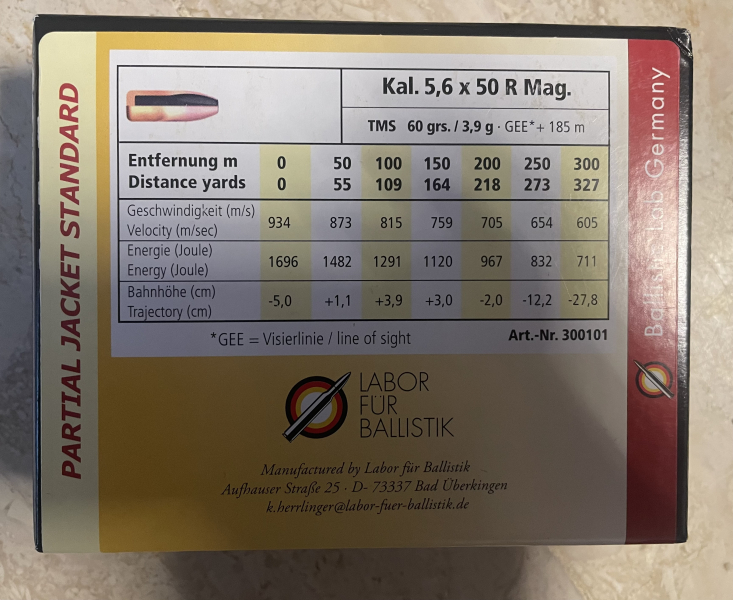 PARTIAL JACKET STANDARD
Kal. 5,6 x 50 R Mag.
TMS 60 grs. / 3,9 g · GEE*+ 185 m
Entfernung m 0 50 100 150 200 250 300
Distance yards 0 55 109 164 218 273 327
Geschwindigkeit (m/s)
Velocity (m/sec) 934 873 815 759 705 654 605
Energie (Joule)
Energy (Joule) 1696 1482 1291 1120 967 832 711
Bahnhöhe (cm)
Trajectory (cm) -5,0 +1,1 +3,9 +3,0 -2,0 -12,2 -27,8
*GEE = Visierlinie / line of sight
Art.-Nr. 300101
LABOR
FÜR
BALLISTIK
Manufactured by Labor für Ballistik
Aufhauser Straße 25 · D- 73337 Bad Überkingen
k.herrlinger@labor-fuer-ballistik.de
Ballistic Lab Germany